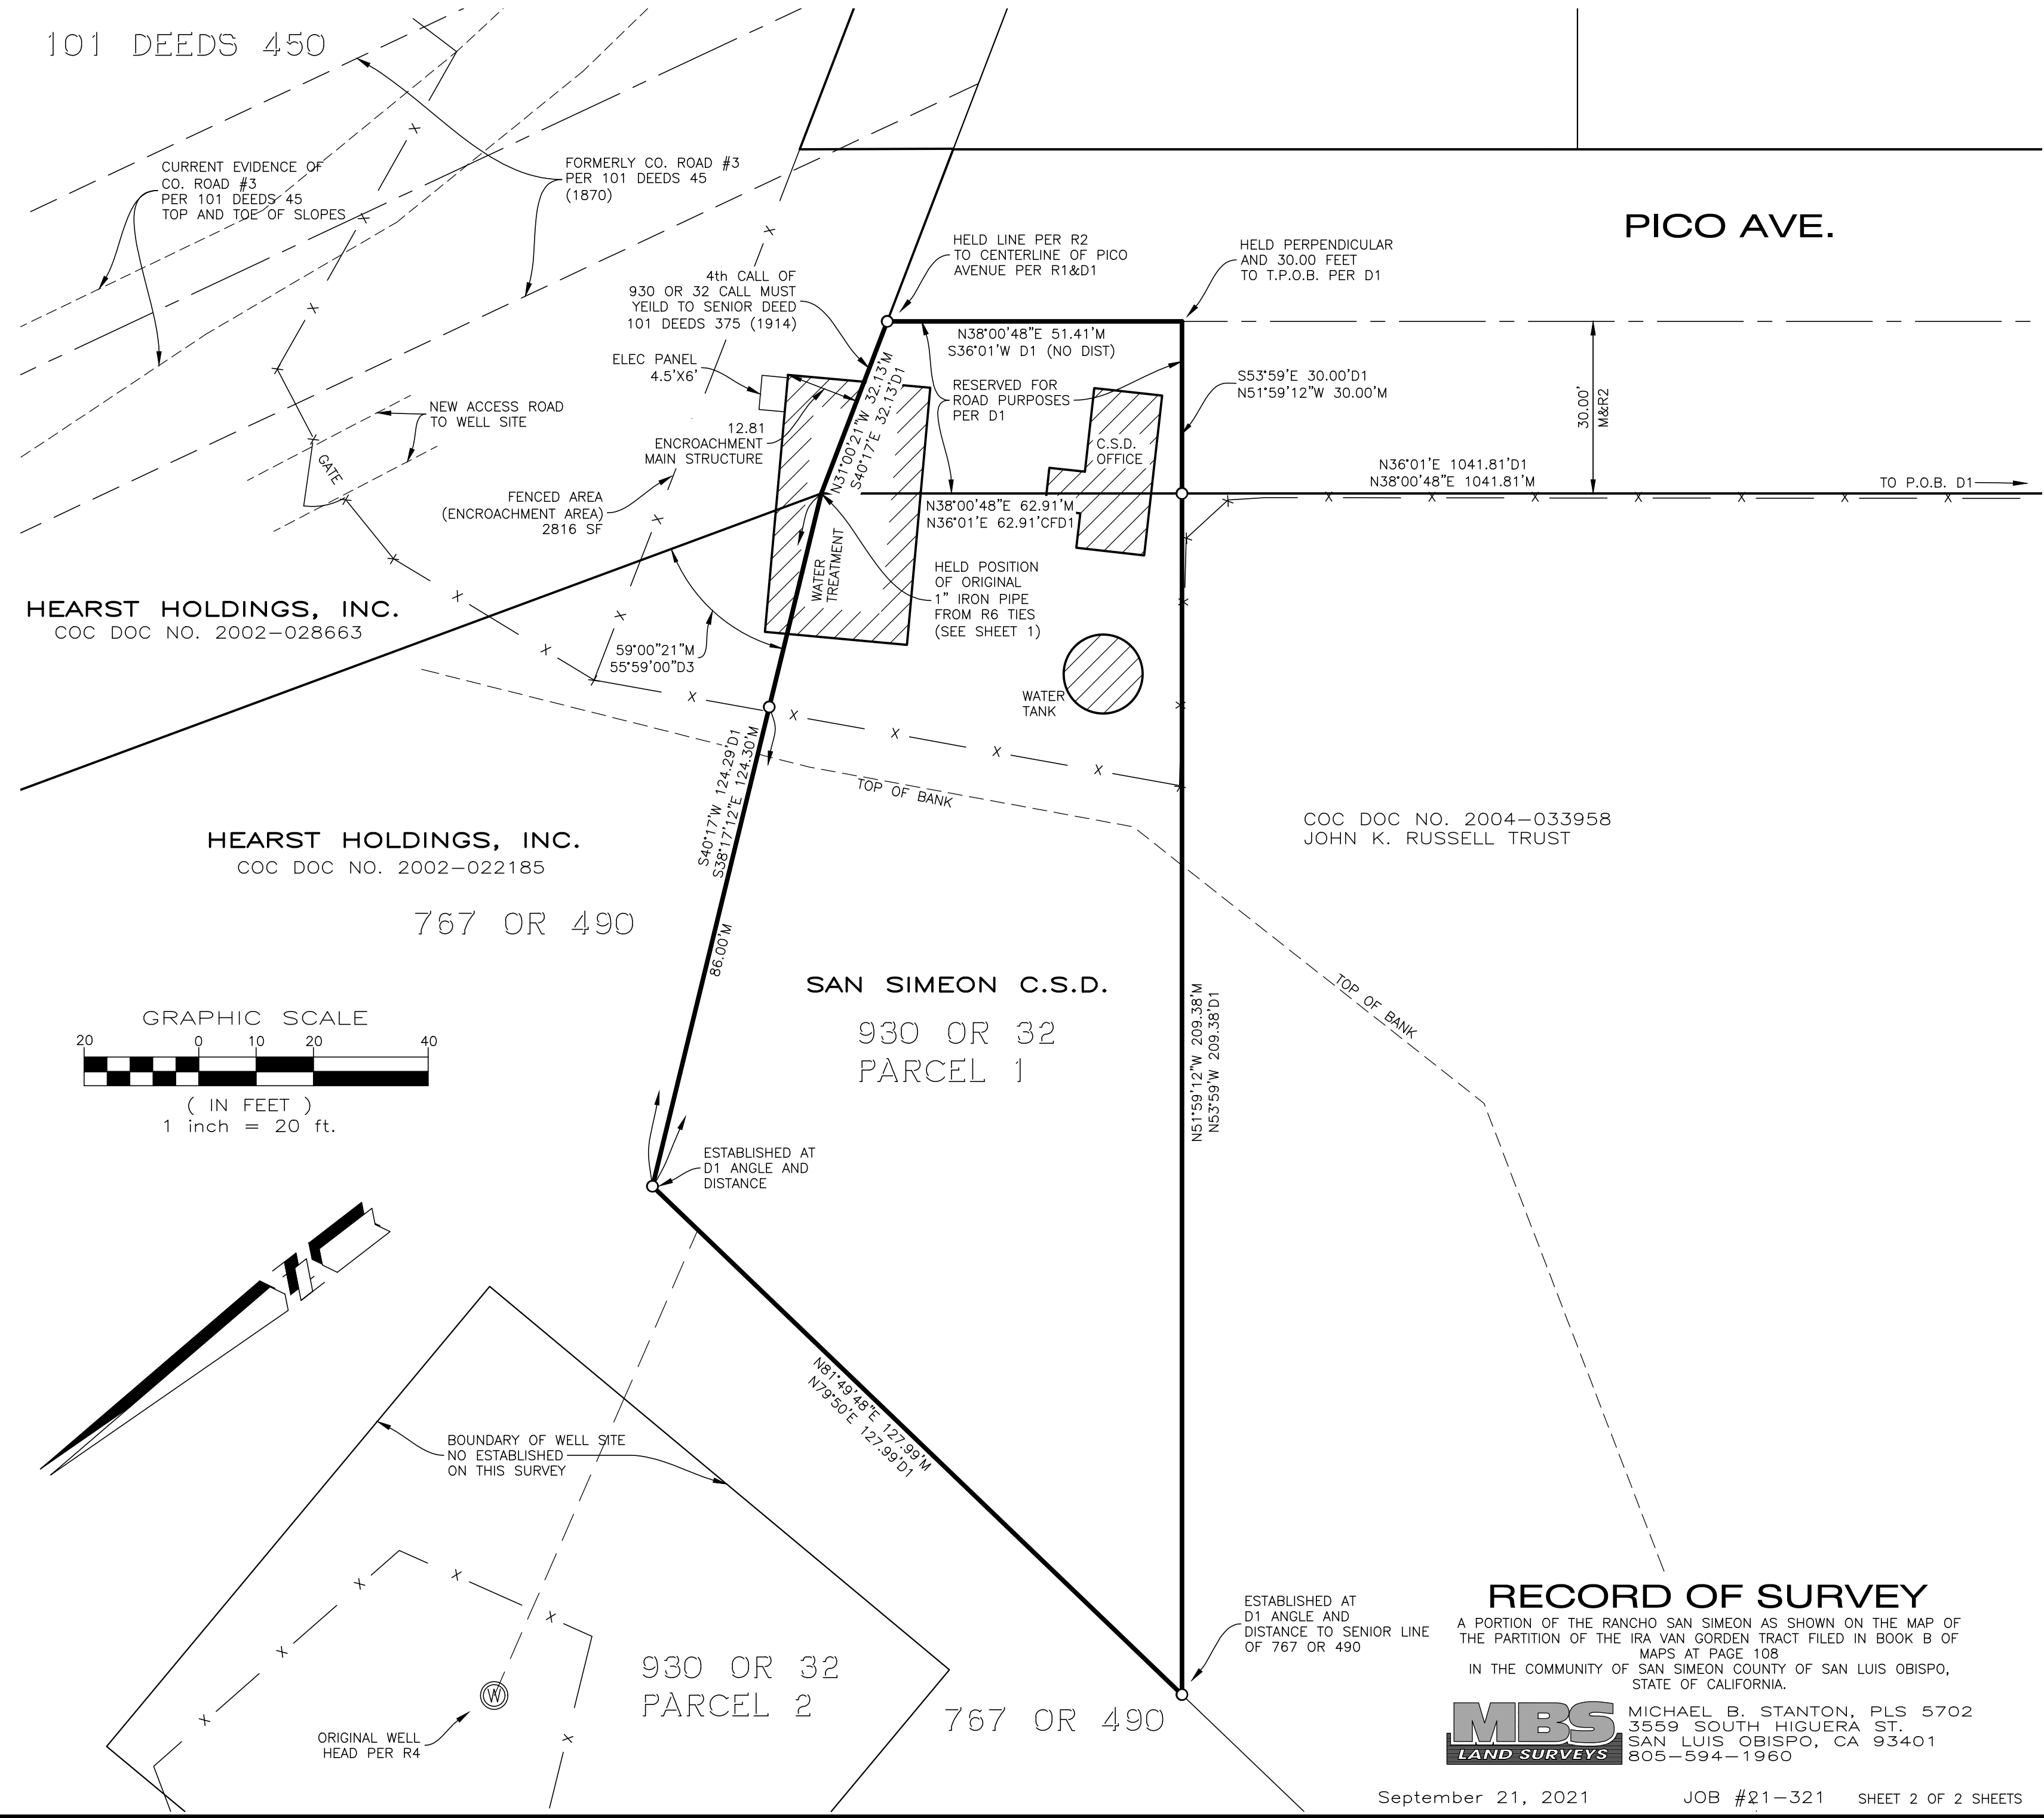 101 DEEDS 450
CURRENT EVIDENCE OF
CO. ROAD #3
PER 101 DEEDS 45
TOP AND TOE OF SLOPES
FORMERLY CO. ROAD #3
PER 101 DEEDS 45
(1870)
PICO AVE.
HELD LINE PER R2
TO CENTERLINE OF PICO
AVENUE PER R1&D1
HELD PERPENDICULAR
AND 30.00 FEET
TO T.P.O.B. PER D1
4th CALL OF
930 OR 32 CALL MUST
YEILD TO SENIOR DEED
101 DEEDS 375 (1914)
N38°00'48"E 51.41'M
S36°01'W D1 (NO DIST)
ELEC PANEL
4.5'X6'
N31°00'21"W 32.13'M
S40°17'E 32.13'D1
RESERVED FOR
ROAD PURPOSES
PER D1
S53°59'E 30.00'D1
N51°59'12"W 30.00'M
30.00'
M&R2
NEW ACCESS ROAD
TO WELL SITE
GATE
12.81
ENCROACHMENT
MAIN STRUCTURE
C.S.D.
OFFICE
N36°01'E 1041.81'D1
N38°00'48"E 1041.81'M
TO P.O.B. D1
FENCED AREA
(ENCROACHMENT AREA)
2816 SF
N38°00'48"E 62.91'M
N36°01'E 62.91'CFD1
WATER
TREATMENT
HELD POSITION
OF ORIGINAL
1" IRON PIPE
FROM R6 TIES
(SEE SHEET 1)
HEARST HOLDINGS, INC.
COC DOC NO. 2002-028663
59°00'21"M
55°59'00"D3
WATER
TANK
S40°17'W 124.29'D1
S38°17'12"E 124.30'M
TOP OF BANK
COC DOC NO. 2004-033958
JOHN K. RUSSELL TRUST
HEARST HOLDINGS, INC.
COC DOC NO. 2002-022185
767 OR 490
86.00'M
SAN SIMEON C.S.D.
930 OR 32
PARCEL 1
TOP OF BANK
N51°59'12"W 209.38'M
N53°59'W 209.38'D1
GRAPHIC SCALE
20 0 10 20 40
( IN FEET )
1 inch = 20 ft.
ESTABLISHED AT
D1 ANGLE AND
DISTANCE
N81°49'48"E 127.99'M
N79°50'E 127.99'D1
BOUNDARY OF WELL SITE
NO ESTABLISHED
ON THIS SURVEY
ESTABLISHED AT
D1 ANGLE AND
DISTANCE TO SENIOR LINE
OF 767 OR 490
W
ORIGINAL WELL
HEAD PER R4
930 OR 32
PARCEL 2
767 OR 490
RECORD OF SURVEY
A PORTION OF THE RANCHO SAN SIMEON AS SHOWN ON THE MAP OF
THE PARTITION OF THE IRA VAN GORDEN TRACT FILED IN BOOK B OF
MAPS AT PAGE 108
IN THE COMMUNITY OF SAN SIMEON COUNTY OF SAN LUIS OBISPO,
STATE OF CALIFORNIA.
MBS
LAND SURVEYS
MICHAEL B. STANTON, PLS 5702
3559 SOUTH HIGUERA ST.
SAN LUIS OBISPO, CA 93401
805-594-1960
September 21, 2021 JOB #21-321 SHEET 2 OF 2 SHEETS